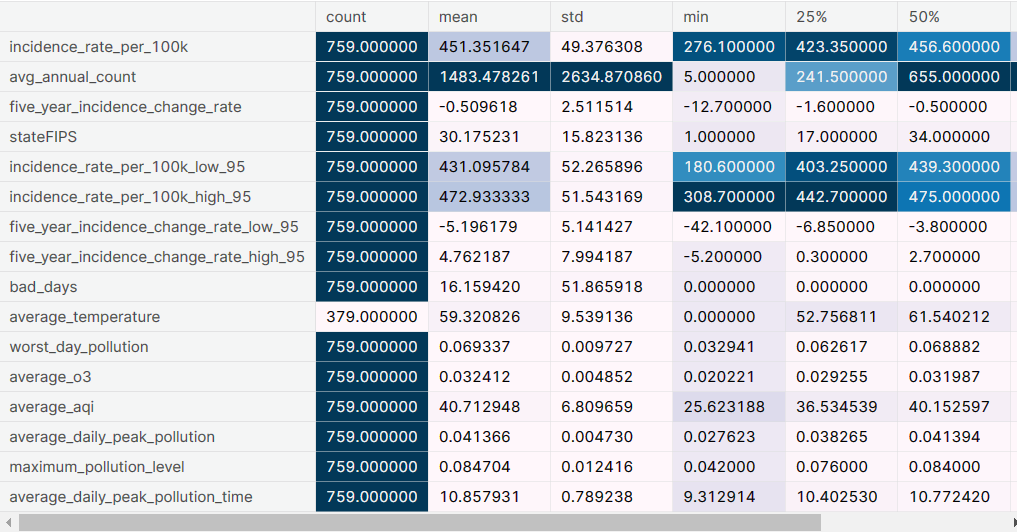 count mean std min 25% 50%
incidence_rate_per_100k 759.000000 451.351647 49.376308 276.100000 423.350000 456.600000
avg_annual_count 759.000000 1483.478261 2634.870860 5.000000 241.500000 655.000000
five_year_incidence_change_rate 759.000000 -0.509618 2.511514 -12.700000 -1.600000 -0.500000
stateFIPS 759.000000 30.175231 15.823136 1.000000 17.000000 34.000000
incidence_rate_per_100k_low_95 759.000000 431.095784 52.265896 180.600000 403.250000 439.300000
incidence_rate_per_100k_high_95 759.000000 472.933333 51.543169 308.700000 442.700000 475.000000
five_year_incidence_change_rate_low_95 759.000000 -5.196179 5.141427 -42.100000 -6.850000 -3.800000
five_year_incidence_change_rate_high_95 759.000000 4.762187 7.994187 -5.200000 0.300000 2.700000
bad_days 759.000000 16.159420 51.865918 0.000000 0.000000 0.000000
average_temperature 379.000000 59.320826 9.539136 0.000000 52.756811 61.540212
worst_day_pollution 759.000000 0.069337 0.009727 0.032941 0.062617 0.068882
average_o3 759.000000 0.032412 0.004852 0.020221 0.029255 0.031987
average_aqi 759.000000 40.712948 6.809659 25.623188 36.534539 40.152597
average_daily_peak_pollution 759.000000 0.041366 0.004730 0.027623 0.038265 0.041394
maximum_pollution_level 759.000000 0.084704 0.012416 0.042000 0.076000 0.084000
average_daily_peak_pollution_time 759.000000 10.857931 0.789238 9.312914 10.402530 10.772420